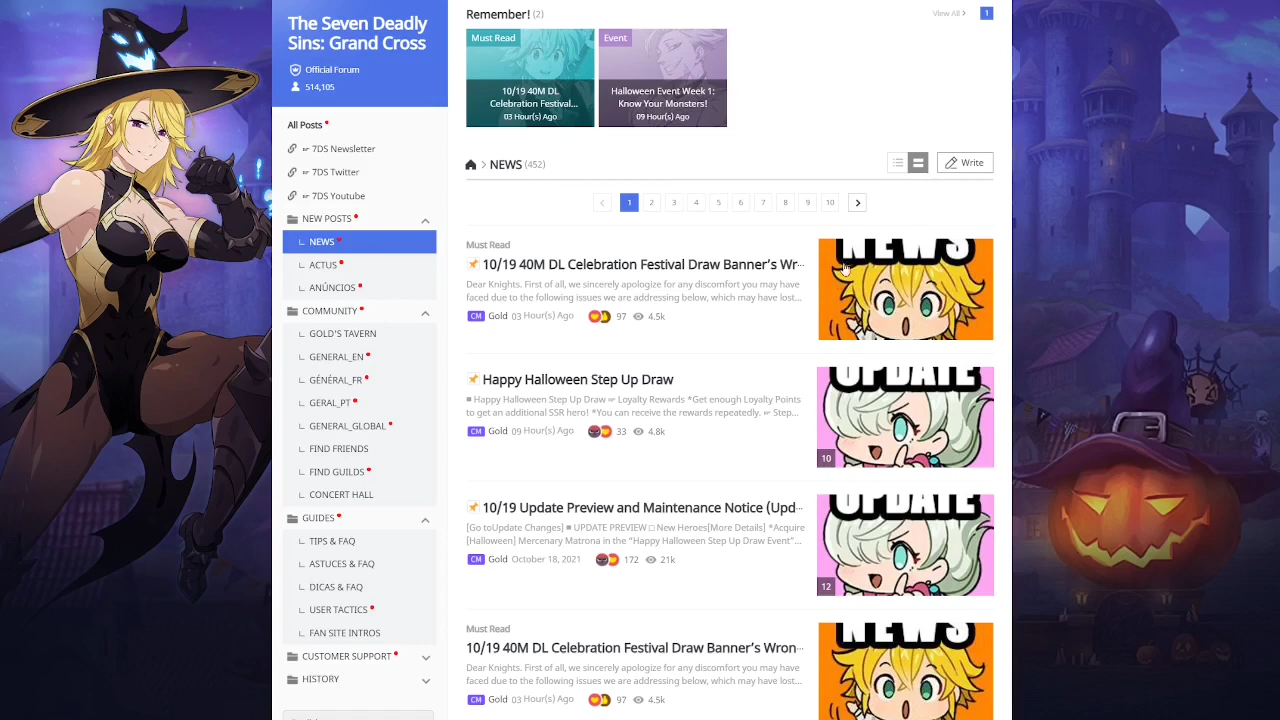 The Seven Deadly
Sins: Grand Cross
Official Forum
514,105
All Posts
☞ 7DS Newsletter
☞ 7DS Twitter
☞ 7DS Youtube
NEW POSTS
NEWS
ACTUS
ANÚNCIOS
COMMUNITY
GOLD'S TAVERN
GENERAL_EN
GÉNÉRAL_FR
GERAL_PT
GENERAL_GLOBAL
FIND FRIENDS
FIND GUILDS
CONCERT HALL
GUIDES
TIPS & FAQ
ASTUCES & FAQ
DICAS & FAQ
USER TACTICS
FAN SITE INTROS
CUSTOMER SUPPORT
HISTORY
Remember! (2)
View All
1
Must Read
10/19 40M DL
Celebration Festival...
03 Hour(s) Ago
Event
Halloween Event Week 1:
Know Your Monsters!
09 Hour(s) Ago
NEWS (452)
Write
1 2 3 4 5 6 7 8 9 10
Must Read
10/19 40M DL Celebration Festival Draw Banner's Wr...
Dear Knights. First of all, we sincerely apologize for any discomfort you may have
faced due to the following issues we are addressing below, which may have lost...
CM Gold 03 Hour(s) Ago 97 4.5k
NEWS
Happy Halloween Step Up Draw
■ Happy Halloween Step Up Draw ☞ Loyalty Rewards *Get enough Loyalty Points
to get an additional SSR hero! *You can receive the rewards repeatedly. ☞ Step...
CM Gold 09 Hour(s) Ago 33 4.8k
UPDATE
10
10/19 Update Preview and Maintenance Notice (Upd...
[Go toUpdate Changes] ■ UPDATE PREVIEW □ New Heroes[More Details] *Acquire
[Halloween] Mercenary Matrona in the "Happy Halloween Step Up Draw Event"...
CM Gold October 18, 2021 172 21k
UPDATE
12
Must Read
10/19 40M DL Celebration Festival Draw Banner's Wron...
Dear Knights. First of all, we sincerely apologize for any discomfort you may have
faced due to the following issues we are addressing below, which may have lost...
CM Gold 03 Hour(s) Ago 97 4.5k
NEWS